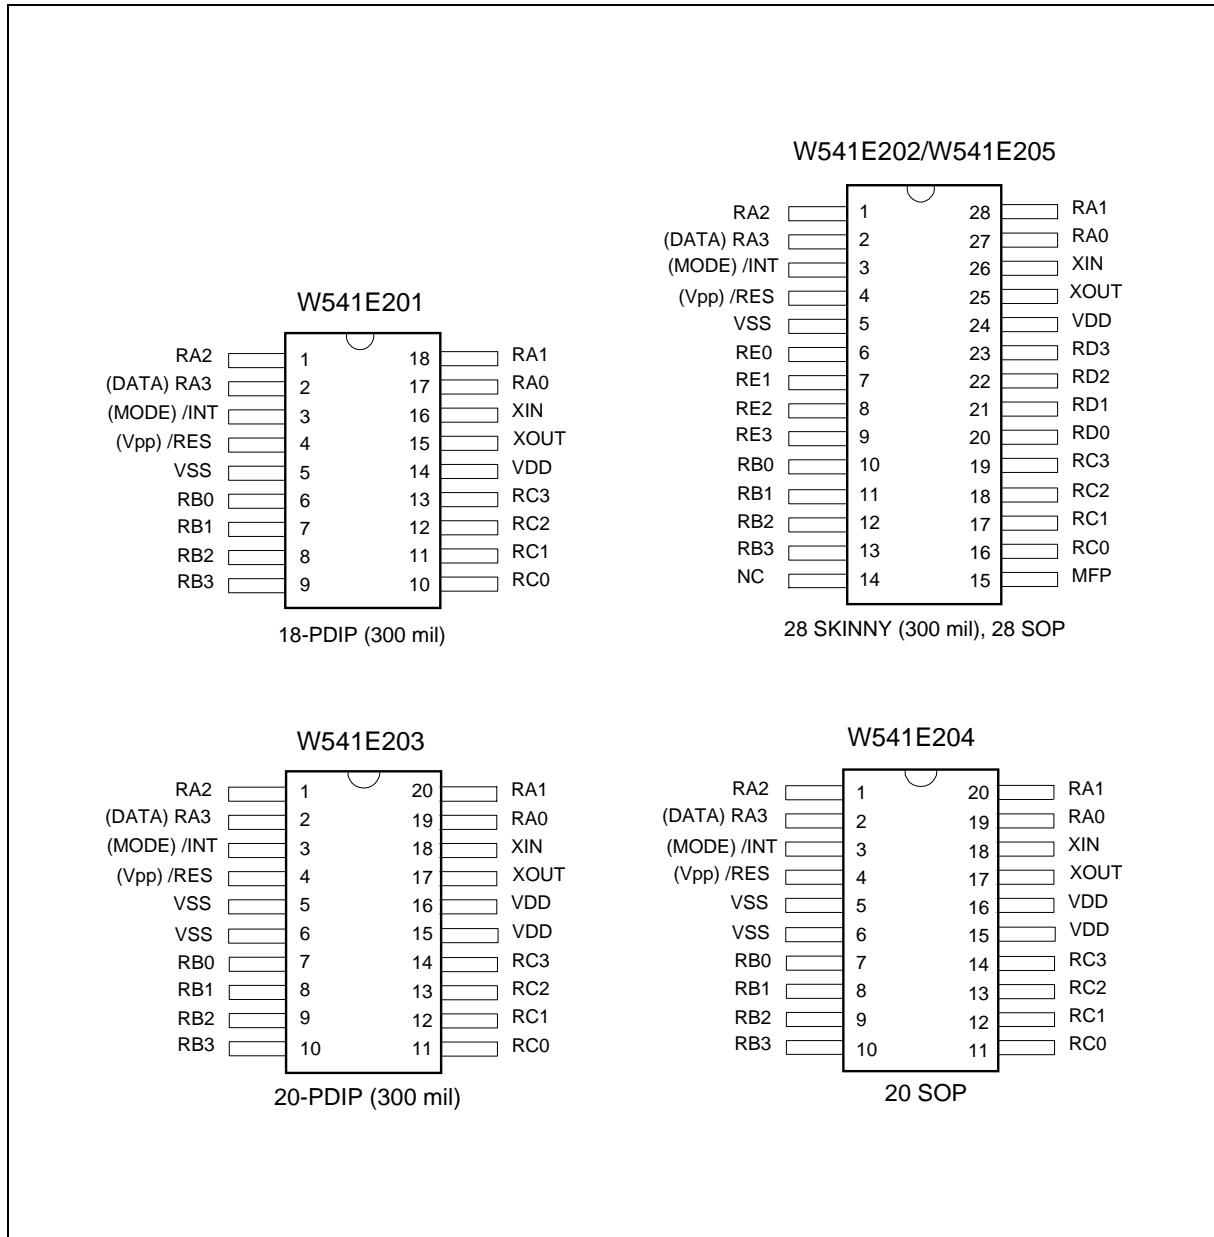 W541E202/W541E205
RA2 1 28 RA1
(DATA) RA3 2 27 RA0
(MODE) /INT 3 26 XIN
(Vpp) /RES 4 25 XOUT
VSS 5 24 VDD
RE0 6 23 RD3
RE1 7 22 RD2
RE2 8 21 RD1
RE3 9 20 RD0
RB0 10 19 RC3
RB1 11 18 RC2
RB2 12 17 RC1
RB3 13 16 RC0
NC 14 15 MFP
28 SKINNY (300 mil), 28 SOP
W541E201
RA2 1 18 RA1
(DATA) RA3 2 17 RA0
(MODE) /INT 3 16 XIN
(Vpp) /RES 4 15 XOUT
VSS 5 14 VDD
RB0 6 13 RC3
RB1 7 12 RC2
RB2 8 11 RC1
RB3 9 10 RC0
18-PDIP (300 mil)
W541E203
RA2 1 20 RA1
(DATA) RA3 2 19 RA0
(MODE) /INT 3 18 XIN
(Vpp) /RES 4 17 XOUT
VSS 5 16 VDD
VSS 6 15 VDD
RB0 7 14 RC3
RB1 8 13 RC2
RB2 9 12 RC1
RB3 10 11 RC0
20-PDIP (300 mil)
W541E204
RA2 1 20 RA1
(DATA) RA3 2 19 RA0
(MODE) /INT 3 18 XIN
(Vpp) /RES 4 17 XOUT
VSS 5 16 VDD
VSS 6 15 VDD
RB0 7 14 RC3
RB1 8 13 RC2
RB2 9 12 RC1
RB3 10 11 RC0
20 SOP